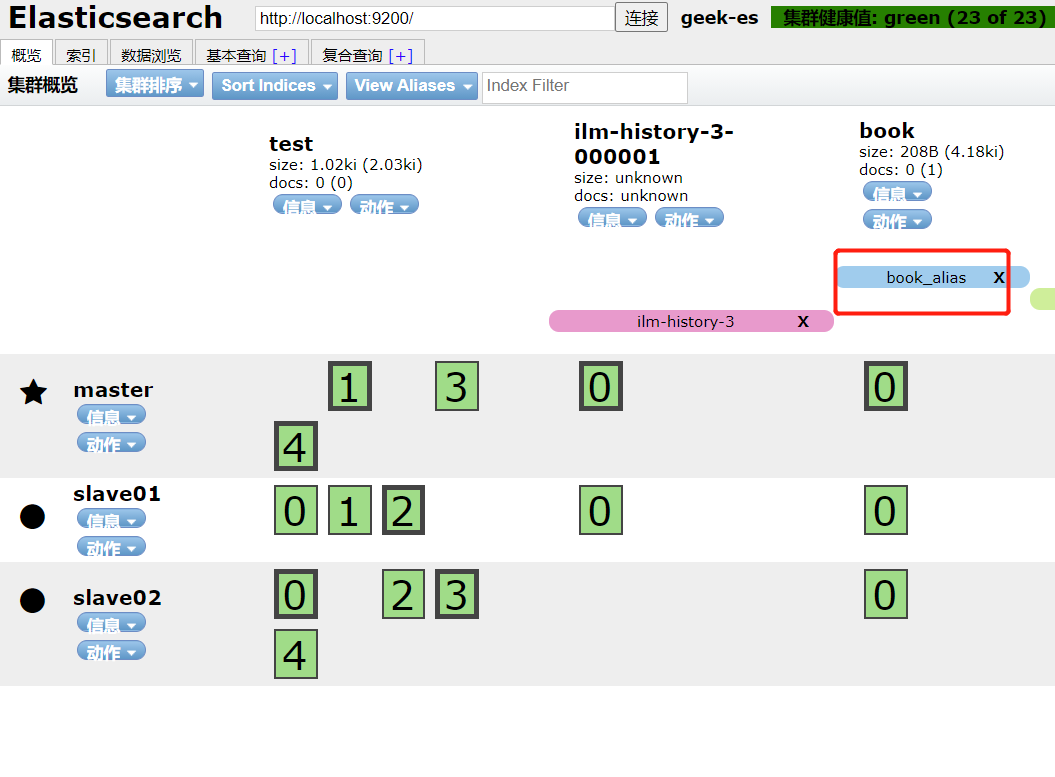 Elasticsearch http://localhost:9200/ 连接 geek-es 集群健康值: green (23 of 23)
概览 索引 数据浏览 基本查询 [+] 复合查询 [+]
集群概览 集群排序 Sort Indices View Aliases Index Filter
test
size: 1.02ki (2.03ki)
docs: 0 (0)
信息 动作
ilm-history-3-
000001
size: unknown
docs: unknown
信息 动作
book
size: 208B (4.18ki)
docs: 0 (1)
信息
动作
book_alias X
ilm-history-3 X
master
信息
动作
1 3 0 0
4
slave01
信息
动作
0 1 2 0 0
slave02
信息
动作
0 2 3 0
4